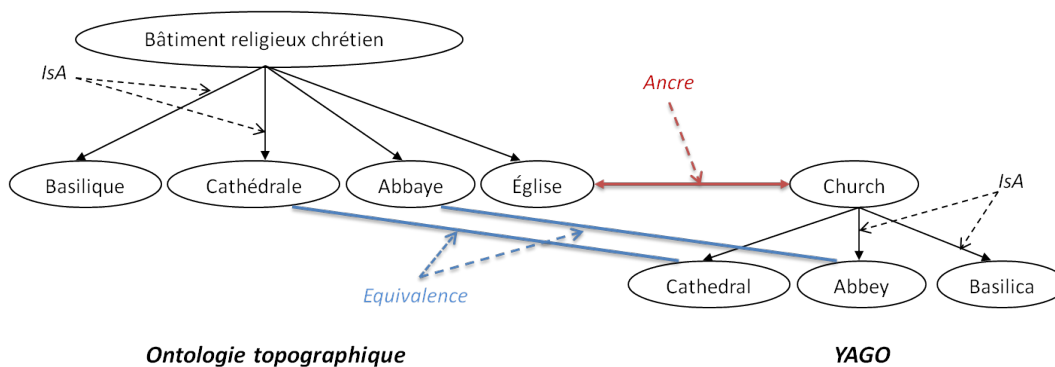 Bâtiment religieux chrétien
IsA
Ancre
Basilique
Cathédrale
Abbaye
Église
Church
IsA
Equivalence
Cathedral
Abbey
Basilica
Ontologie topographique
YAGO